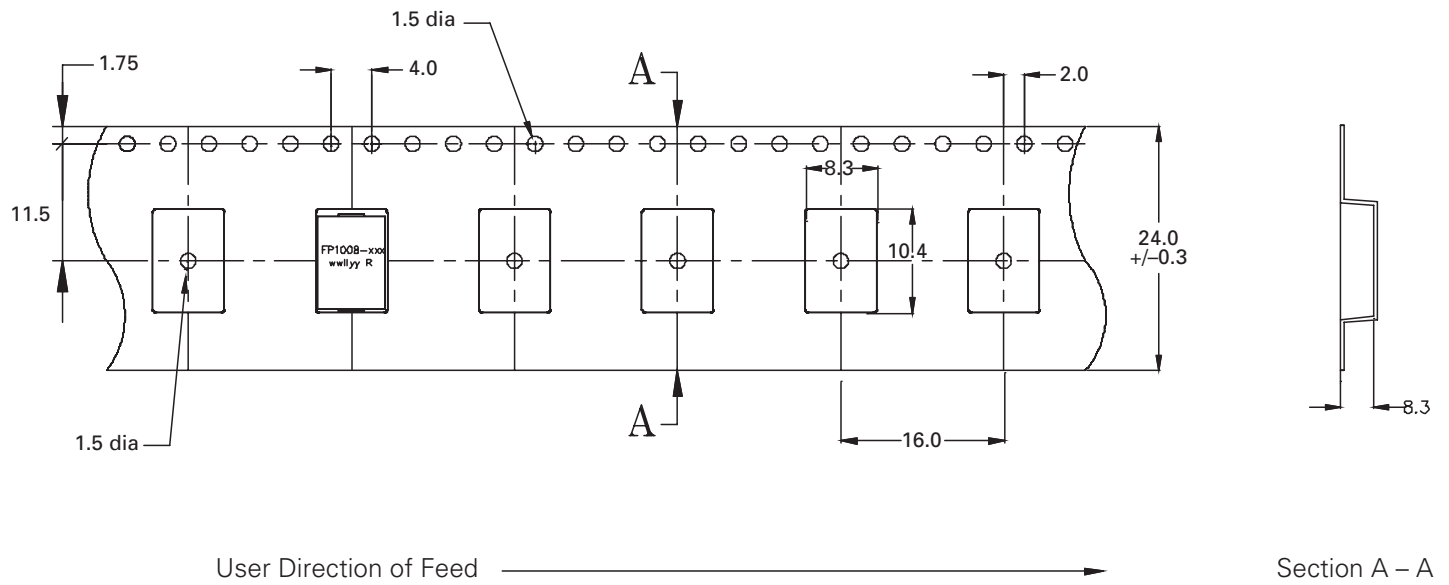 1.5 dia
1.75
4.0
A
2.0
8.3
11.5
FP1008-xxx
wwllyy R
10.4
24.0
+/–0.3
8.3
1.5 dia
A
16.0
User Direction of Feed
Section A – A